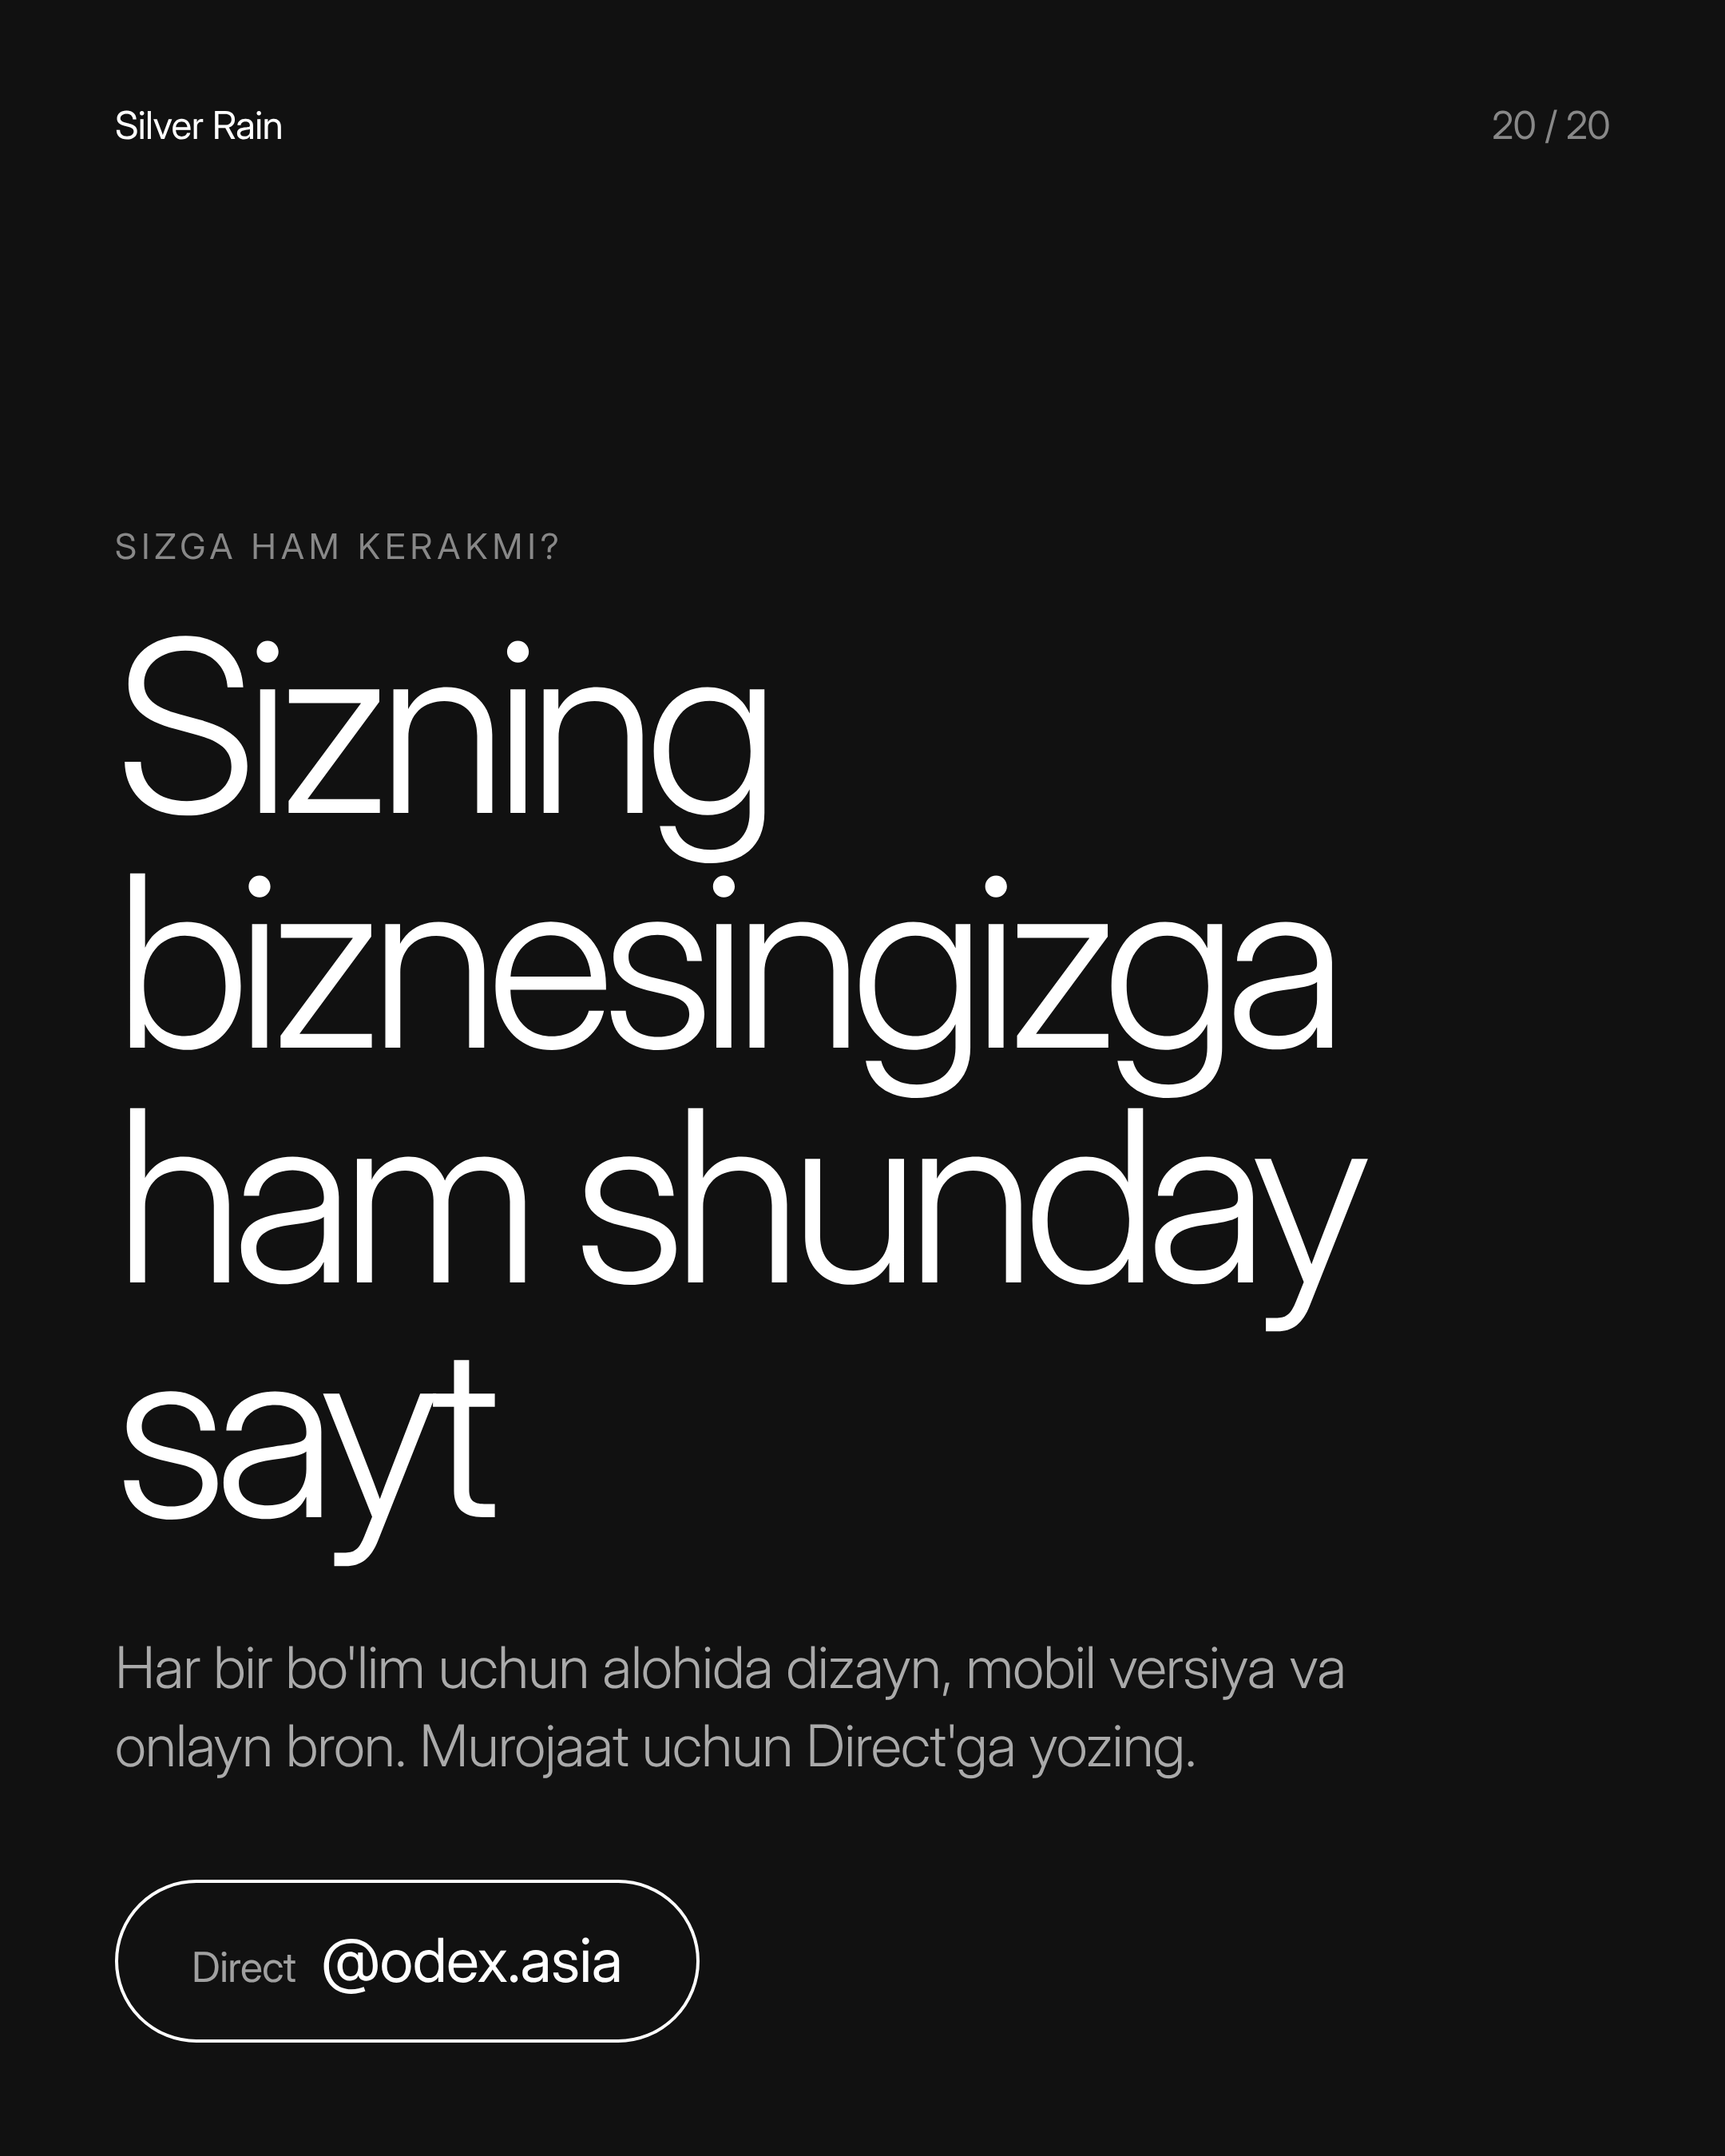 Silver Rain
20 / 20
SIZGA HAM KERAKMI?
Sizning
biznesingizga
ham shunday
sayt
Har bir bo'lim uchun alohida dizayn, mobil versiya va
onlayn bron. Murojaat uchun Direct'ga yozing.
Direct @odex.asia